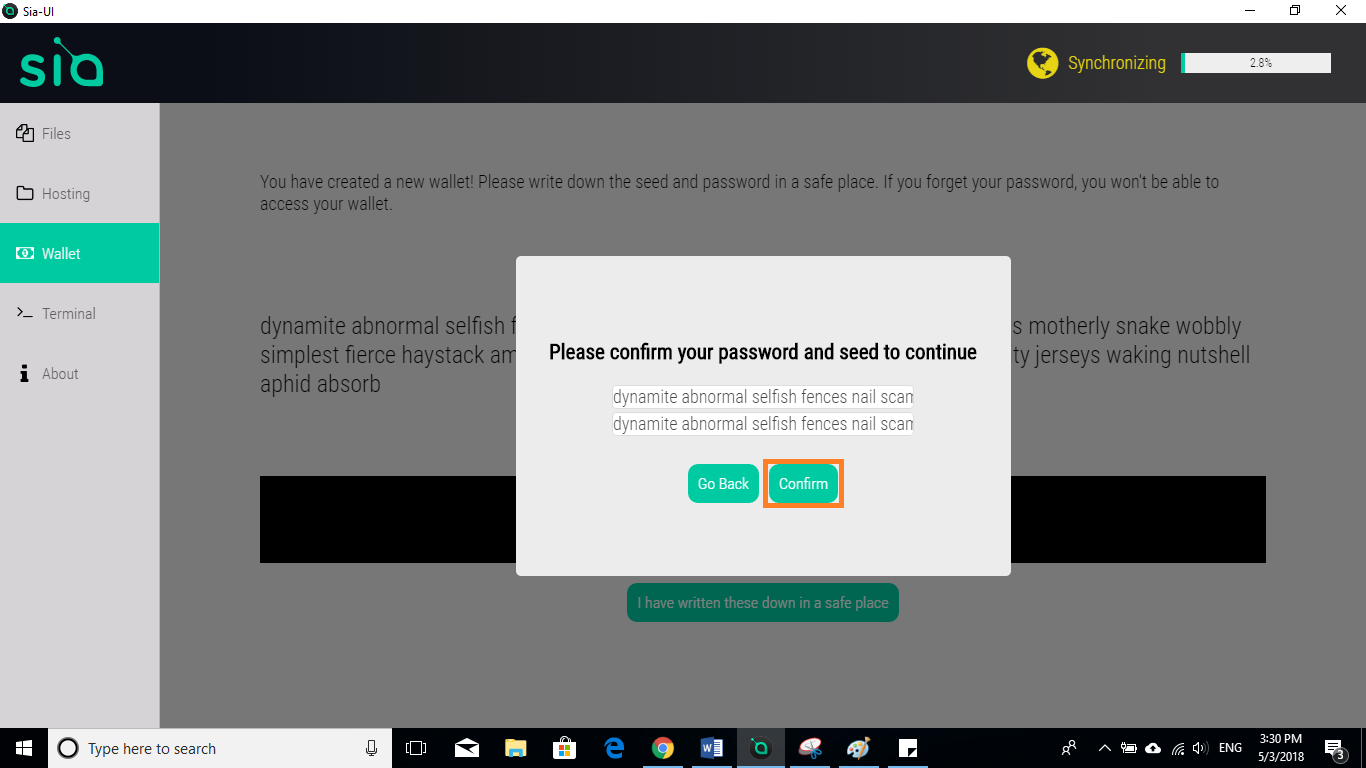 Sia-UI
sia
Synchronizing
2.8%
Files
Hosting
Wallet
Terminal
About
You have created a new wallet! Please write down the seed and password in a safe place. If you forget your password, you won't be able to
access your wallet.
dynamite abnormal selfish
s motherly snake wobbly
simplest fierce haystack am
ty jerseys waking nutshell
aphid absorb
Please confirm your password and seed to continue
dynamite abnormal selfish fences nail scam
dynamite abnormal selfish fences nail scam
Go Back
Confirm
I have written these down in a safe place
Type here to search
ENG
3:30 PM
5/3/2018
3